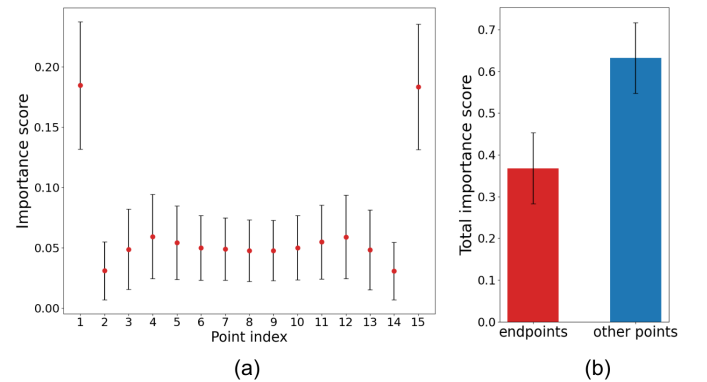 0.20
0.15
0.10
0.05
0.00
Importance score
1 2 3 4 5 6 7 8 9 10 11 12 13 14 15
Point index
(a)
0.7
0.6
0.5
0.4
0.3
0.2
0.1
0.0
Total importance score
endpoints other points
(b)